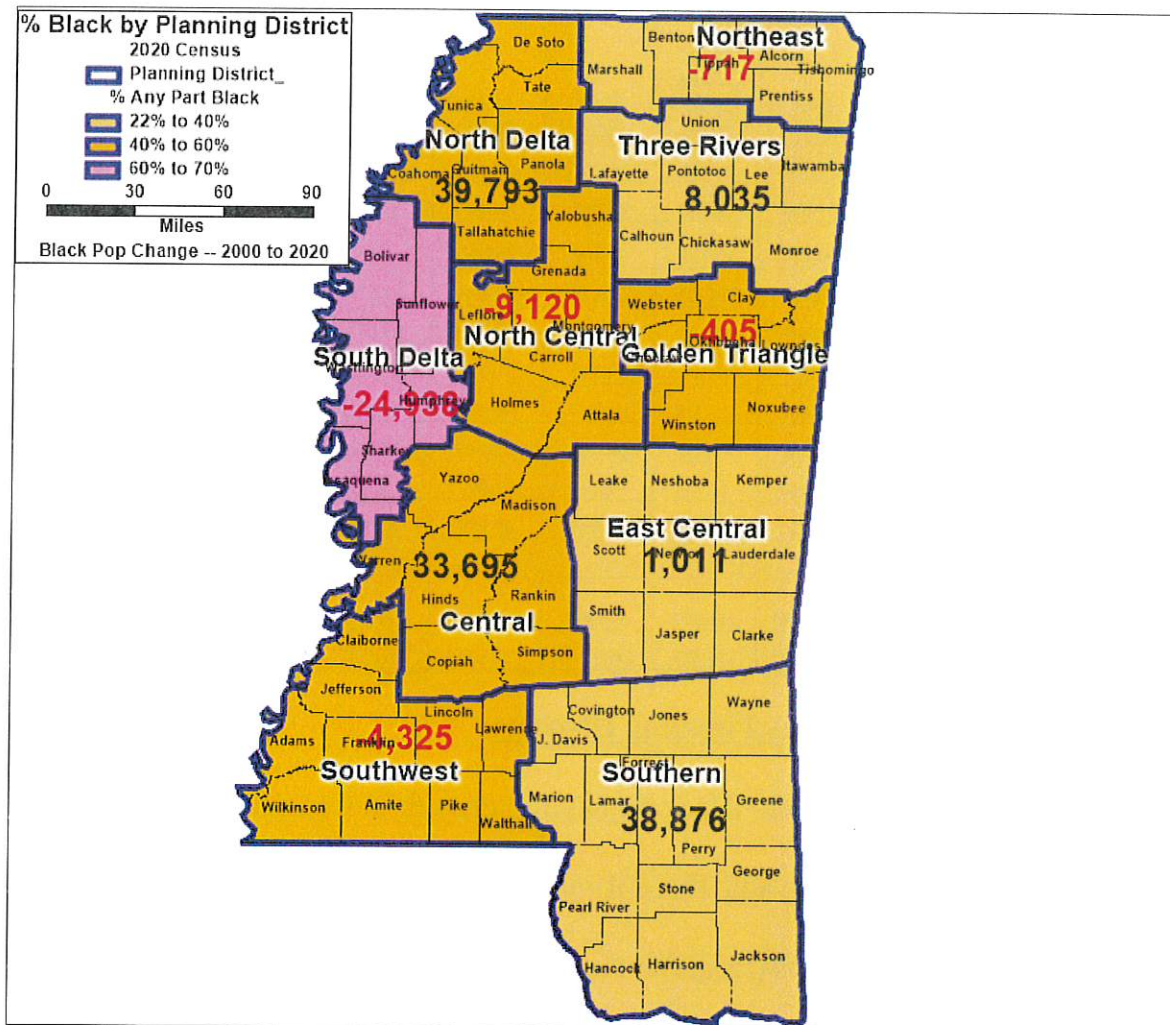 % Black by Planning District
2020 Census
Planning District_
% Any Part Black
22% to 40%
40% to 60%
60% to 70%
0 30 60 90
Miles
Black Pop Change -- 2000 to 2020
De Soto
Tate
Tunica
North Delta
Panola
Coahoma
Quitman
39,793
Tallahatchie
Northeast
Benton
Marshall
Tippah
Alcorn
Tishomingo
-717
Prentiss
Union
Three Rivers
Lafayette
Pontotoc
Lee
Itawamba
8,035
Calhoun
Chickasaw
Monroe
Yalobusha
Grenada
Leflore
-9,120
Montgomery
North Central
Carroll
Holmes
Attala
Webster
Clay
-405
Oktibbeha
Lowndes
Choctaw
Golden Triangle
Winston
Noxubee
Bolivar
Sunflower
South Delta
Washington
Humphrey
-24,938
Sharke
Issaquena
Yazoo
Madison
Warren
33,695
Hinds
Rankin
Central
Copiah
Simpson
Leake
Neshoba
Kemper
East Central
Scott
Newton
Lauderdale
1,011
Smith
Jasper
Clarke
Claiborne
Jefferson
Lincoln
Lawrence
Adams
Franklin
-4,325
Southwest
Wilkinson
Amite
Pike
Walthall
Covington
Jones
Wayne
J. Davis
Forrest
Southern
Marion
Lamar
Greene
38,876
Perry
George
Stone
Pearl River
Hancock
Harrison
Jackson